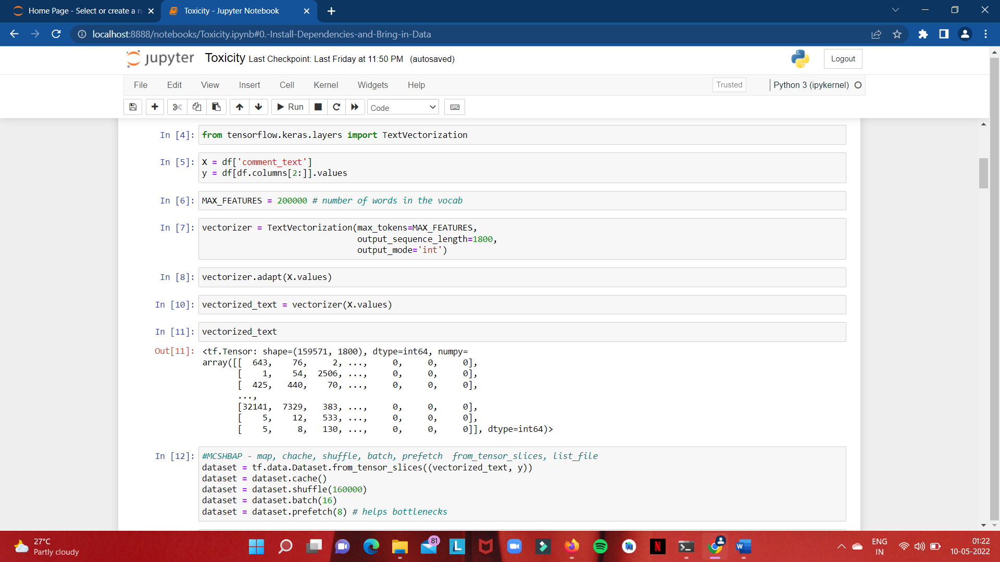 Home Page - Select or create a n
Toxicity - Jupyter Notebook
localhost:8888/notebooks/Toxicity.ipynb#0.-Install-Dependencies-and-Bring-in-Data
jupyter Toxicity Last Checkpoint: Last Friday at 11:50 PM (autosaved)
Logout
File Edit View Insert Cell Kernel Widgets Help
Trusted
Python 3 (ipykernel)
Run
Code
In [4]: from tensorflow.keras.layers import TextVectorization
In [5]: X = df['comment_text']
y = df[df.columns[2:]].values
In [6]: MAX_FEATURES = 200000 # number of words in the vocab
In [7]: vectorizer = TextVectorization(max_tokens=MAX_FEATURES,
output_sequence_length=1800,
output_mode='int')
In [8]: vectorizer.adapt(X.values)
In [10]: vectorized_text = vectorizer(X.values)
In [11]: vectorized_text
Out[11]: <tf.Tensor: shape=(159571, 1800), dtype=int64, numpy=
array([[  643,    76,     2, ...,     0,     0,     0],
[    1,    54,  2506, ...,     0,     0,     0],
[  425,   440,    70, ...,     0,     0,     0],
...,
[32141,  7329,   383, ...,     0,     0,     0],
[    5,    12,   533, ...,     0,     0,     0],
[    5,     8,   130, ...,     0,     0,     0]], dtype=int64)>
In [12]: #MCSHBAP - map, chache, shuffle, batch, prefetch  from_tensor_slices, list_file
dataset = tf.data.Dataset.from_tensor_slices((vectorized_text, y))
dataset = dataset.cache()
dataset = dataset.shuffle(160000)
dataset = dataset.batch(16)
dataset = dataset.prefetch(8) # helps bottlenecks
27°C
Partly cloudy
81
L
N
W
ENG
IN
01:22
10-05-2022